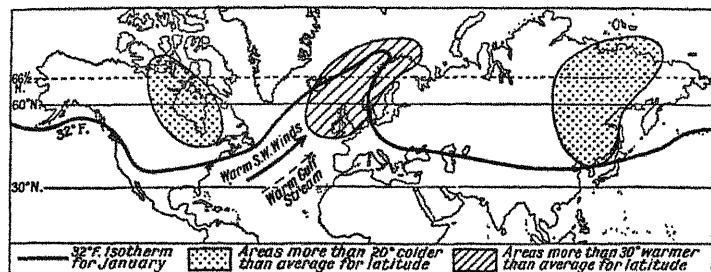 66½
N.
60°N.
32°F.
Warm S.W. Winds
Warm Gulf
Stream
30°N.
32°F. Isotherm
for January
Areas more than 20° colder
than average for latitude
Areas more than 30° warmer
than average for latitude